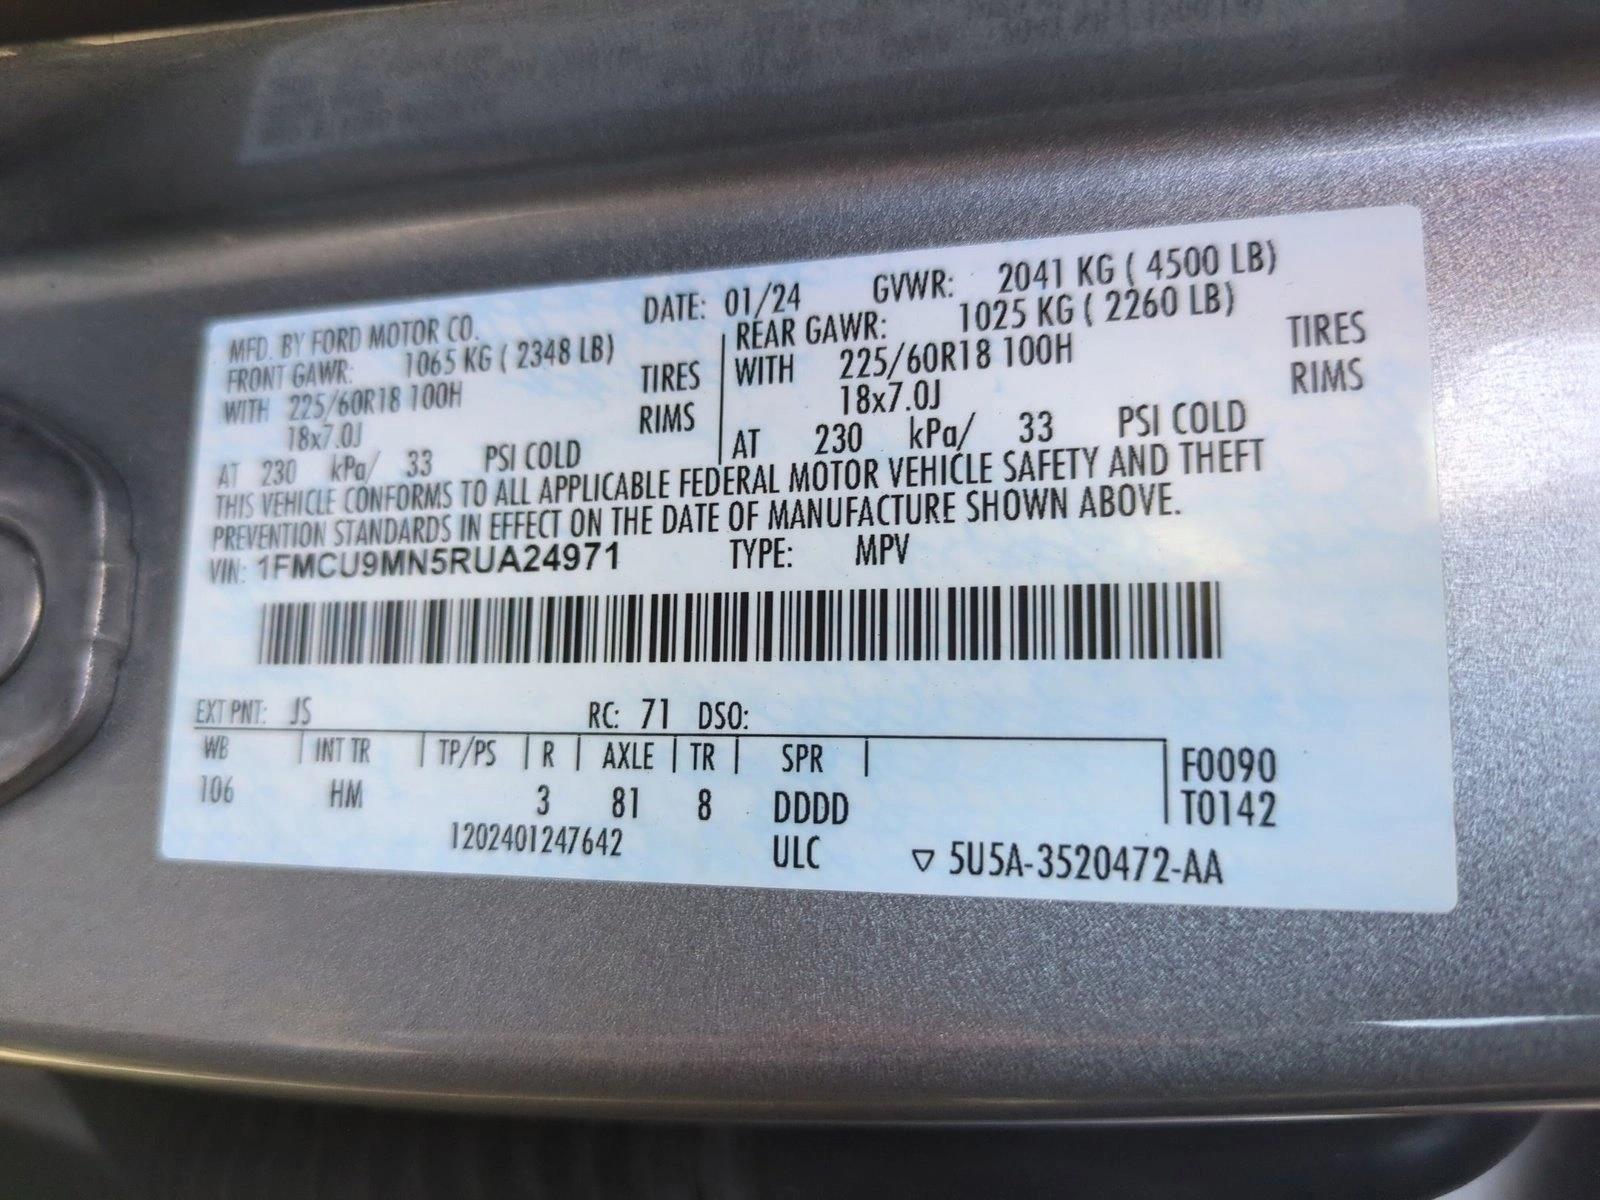 MFD. BY FORD MOTOR CO. DATE: 01/24 GVWR: 2041 KG ( 4500 LB)
FRONT GAWR: 1065 KG ( 2348 LB) REAR GAWR: 1025 KG ( 2260 LB)
WITH 225/60R18 100H TIRES WITH 225/60R18 100H TIRES
18x7.0J RIMS 18x7.0J RIMS
AT 230 kPa/ 33 PSI COLD AT 230 kPa/ 33 PSI COLD
THIS VEHICLE CONFORMS TO ALL APPLICABLE FEDERAL MOTOR VEHICLE SAFETY AND THEFT
PREVENTION STANDARDS IN EFFECT ON THE DATE OF MANUFACTURE SHOWN ABOVE.
VIN: 1FMCU9MN5RUA24971 TYPE: MPV
EXT PNT: JS RC: 71 DSO:
WB INT TR TP/PS R AXLE TR SPR F0090
106 HM 3 81 8 DDDD T0142
1202401247642 ULC ▽ 5U5A-3520472-AA